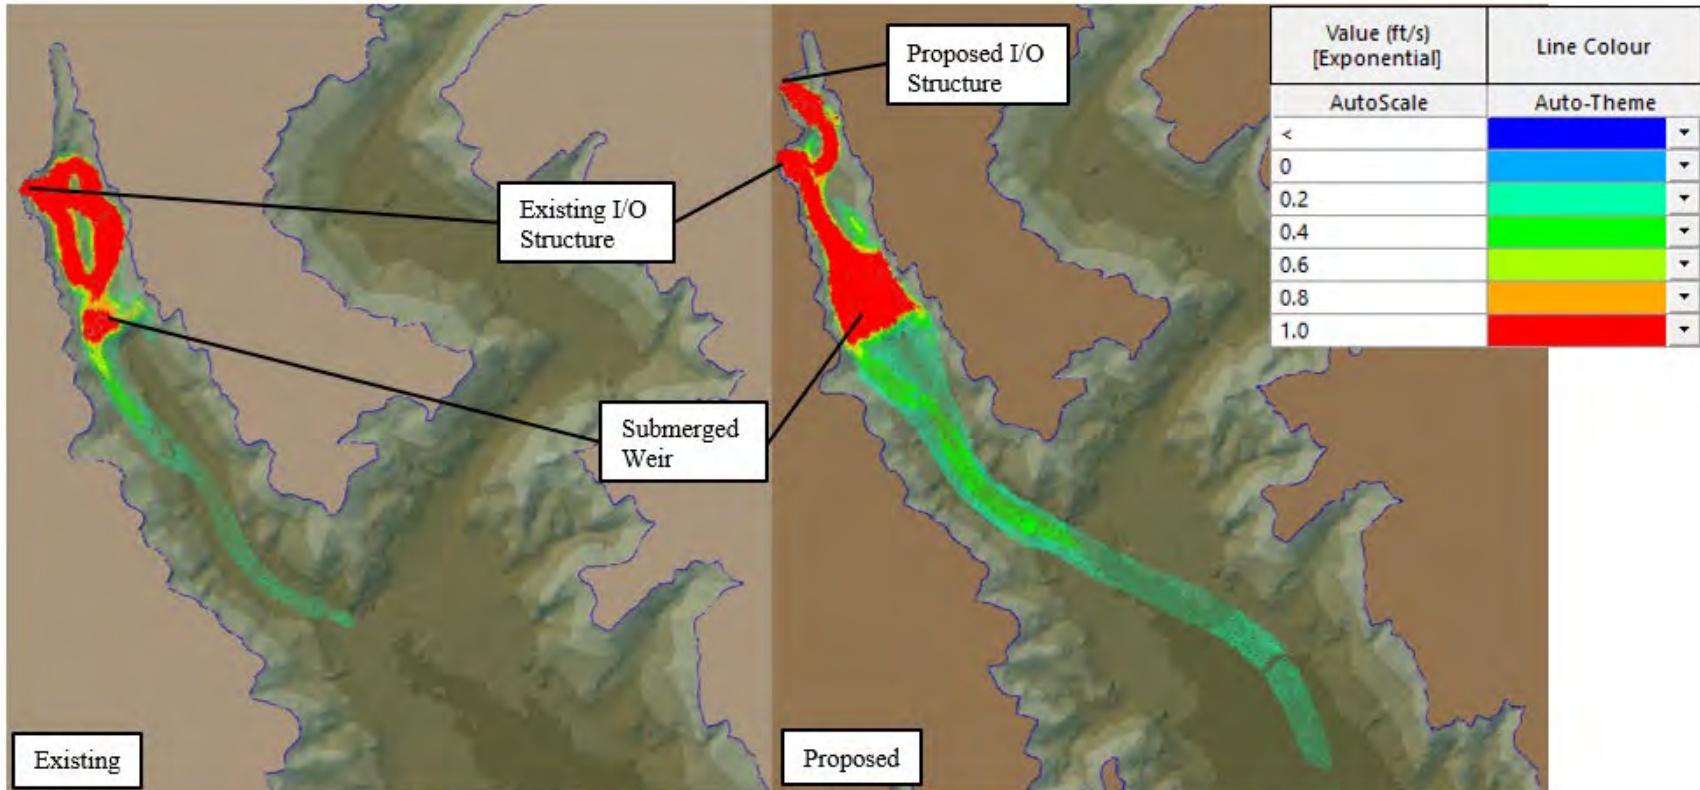 Proposed I/O
Structure
Existing I/O
Structure
Submerged
Weir
Existing
Proposed
Value (ft/s)
[Exponential]
Line Colour
AutoScale
Auto-Theme
<
0
0.2
0.4
0.6
0.8
1.0